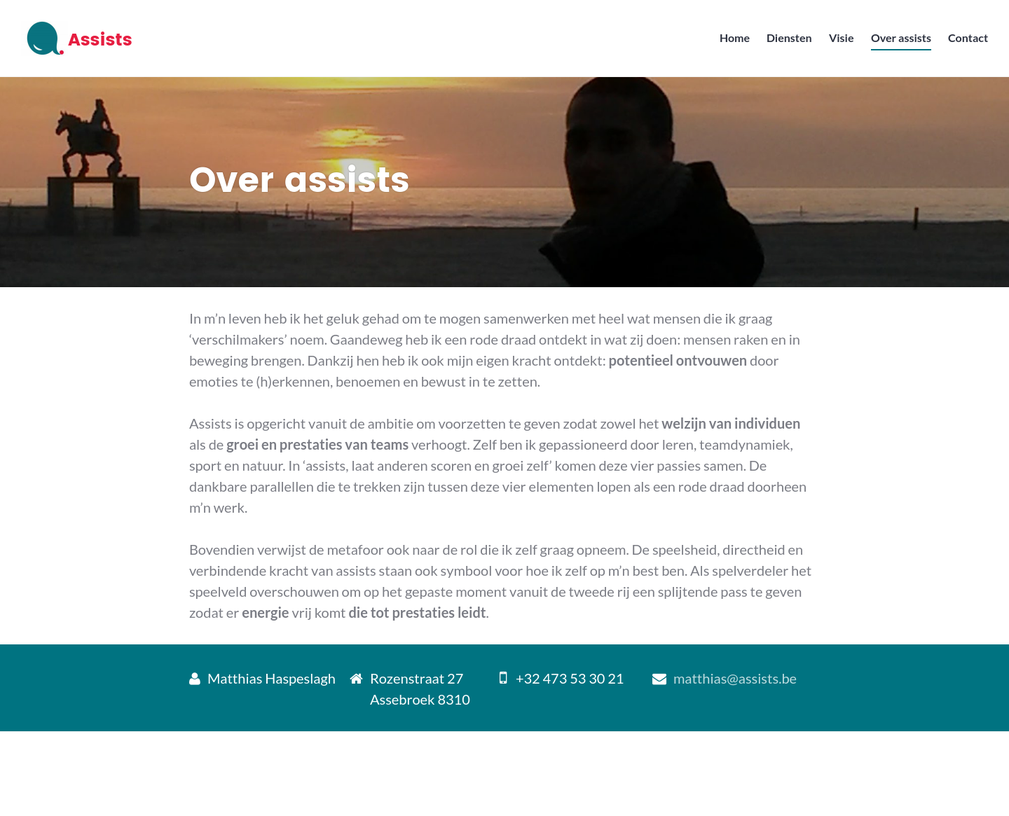 Assists
Home Diensten Visie Over assists Contact
Over assists
In m’n leven heb ik het geluk gehad om te mogen samenwerken met heel wat mensen die ik graag
‘verschilmakers’ noem. Gaandeweg heb ik een rode draad ontdekt in wat zij doen: mensen raken en in
beweging brengen. Dankzij hen heb ik ook mijn eigen kracht ontdekt: potentieel ontvouwen door
emoties te (h)erkennen, benoemen en bewust in te zetten.
Assists is opgericht vanuit de ambitie om voorzetten te geven zodat zowel het welzijn van individuen
als de groei en prestaties van teams verhoogt. Zelf ben ik gepassioneerd door leren, teamdynamiek,
sport en natuur. In ‘assists, laat anderen scoren en groei zelf’ komen deze vier passies samen. De
dankbare parallellen die te trekken zijn tussen deze vier elementen lopen als een rode draad doorheen
m’n werk.
Bovendien verwijst de metafoor ook naar de rol die ik zelf graag opneem. De speelsheid, directheid en
verbindende kracht van assists staan ook symbool voor hoe ik zelf op m’n best ben. Als spelverdeler het
speelveld overschouwen om op het gepaste moment vanuit de tweede rij een splijtende pass te geven
zodat er energie vrij komt die tot prestaties leidt.
Matthias Haspeslagh
Rozenstraat 27
Assebroek 8310
+32 473 53 30 21
matthias@assists.be